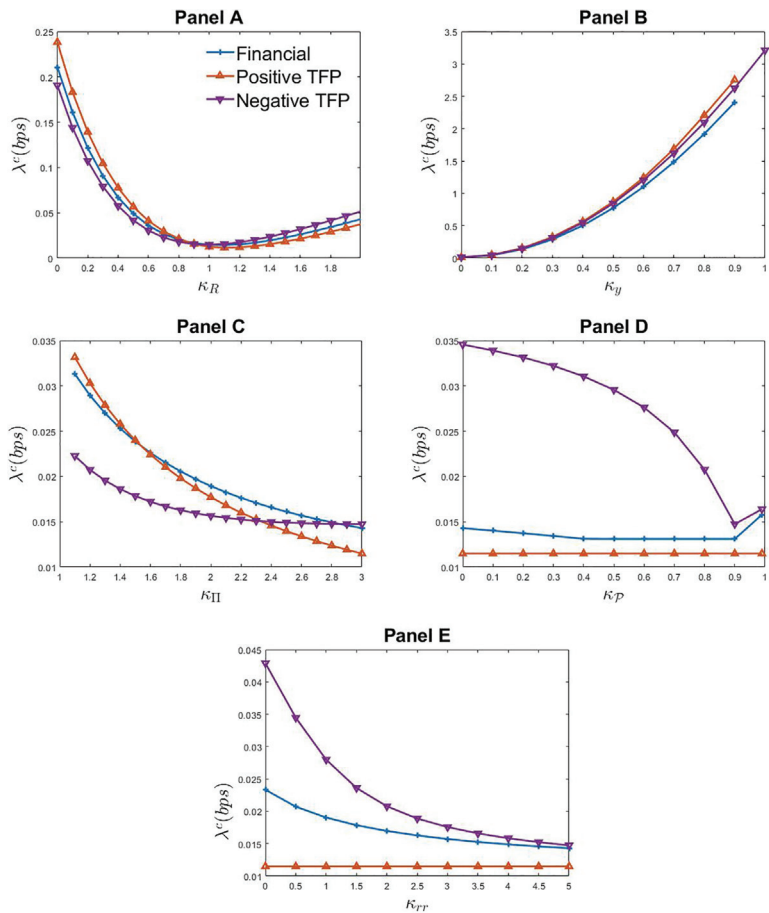 Panel A
0.25
0.2
0.15
0.1
0.05
0
λᶜ(bps)
Financial
Positive TFP
Negative TFP
0 0.2 0.4 0.6 0.8 1 1.2 1.4 1.6 1.8
κ_R
Panel B
3.5
3
2.5
2
1.5
1
0.5
0
λᶜ(bps)
0 0.1 0.2 0.3 0.4 0.5 0.6 0.7 0.8 0.9 1
κ_y
Panel C
0.035
0.03
0.025
0.02
0.015
0.01
λᶜ(bps)
1 1.2 1.4 1.6 1.8 2 2.2 2.4 2.6 2.8 3
κ_Π
Panel D
0.035
0.03
0.025
0.02
0.015
0.01
λᶜ(bps)
0 0.1 0.2 0.3 0.4 0.5 0.6 0.7 0.8 0.9 1
κ_𝒫
Panel E
0.045
0.04
0.035
0.03
0.025
0.02
0.015
0.01
λᶜ(bps)
0 0.5 1 1.5 2 2.5 3 3.5 4 4.5 5
κ_rr